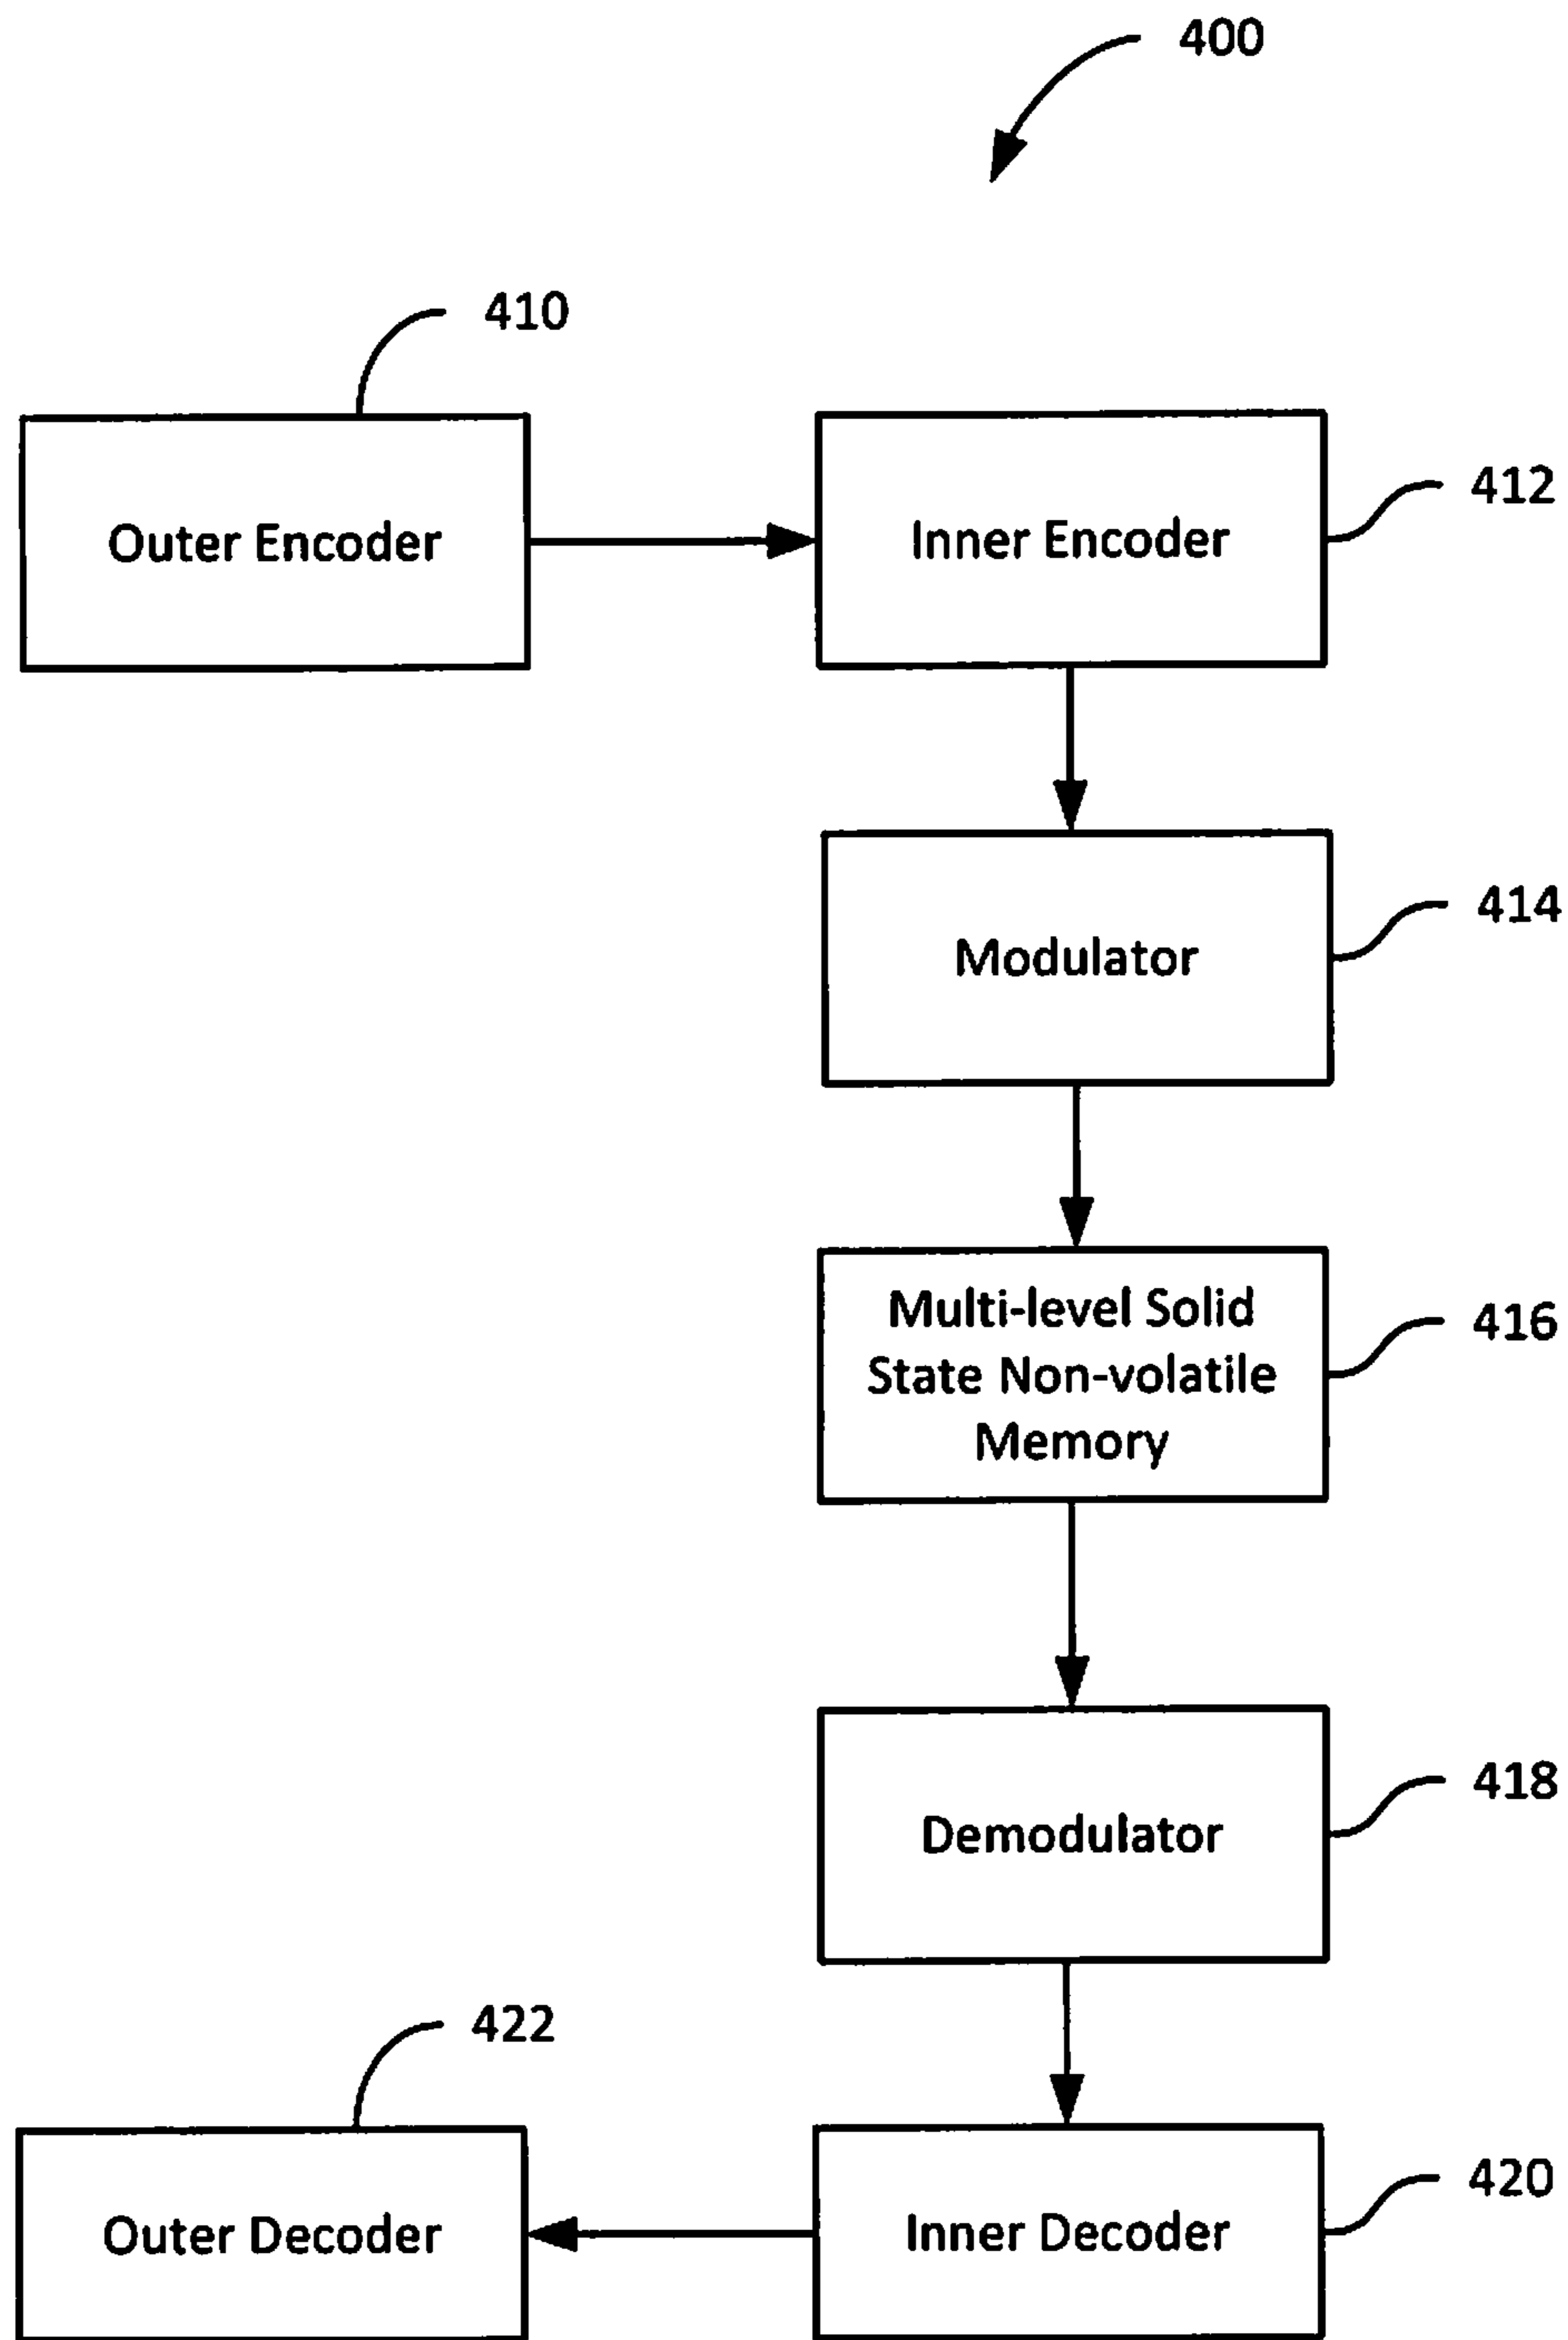 400
410
Outer Encoder
Inner Encoder
412
Modulator
414
Multi-level Solid
State Non-volatile
Memory
416
Demodulator
418
422
Outer Decoder
Inner Decoder
420